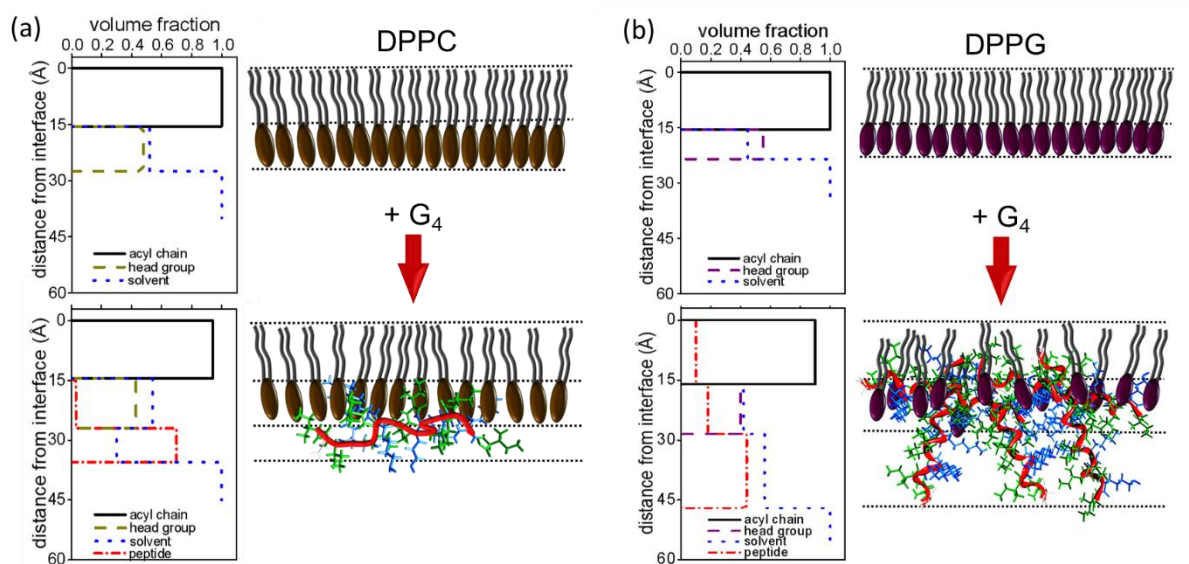 (a)
volume fraction
0.0 0.2 0.4 0.6 0.8 1.0
distance from interface (Å)
0
15
30
45
60
acyl chain
head group
solvent
DPPC
+ G4
distance from interface (Å)
0
15
30
45
60
acyl chain
head group
solvent
peptide
(b)
volume fraction
0.0 0.2 0.4 0.6 0.8 1.0
distance from interface (Å)
0
15
30
45
60
acyl chain
head group
solvent
DPPG
+ G4
distance from interface (Å)
0
15
30
45
60
acyl chain
head group
solvent
peptide